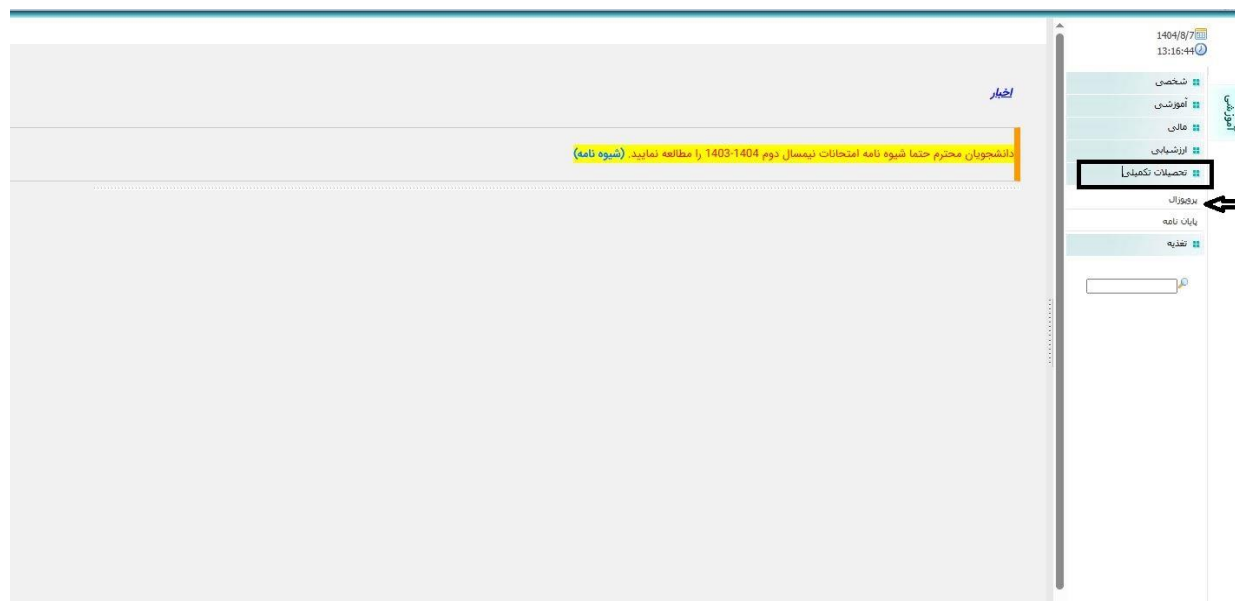 1404/8/7
13:16:44
شخصی
آموزشی
مالی
ارزشیابی
تحصیلات تکمیلی
پروپوزال
پایان نامه
تغذیه
آموزشی
اخبار
دانشجویان محترم حتما شیوه نامه امتحانات نیمسال دوم 1404-1403 را مطالعه نمایید. (شیوه نامه)